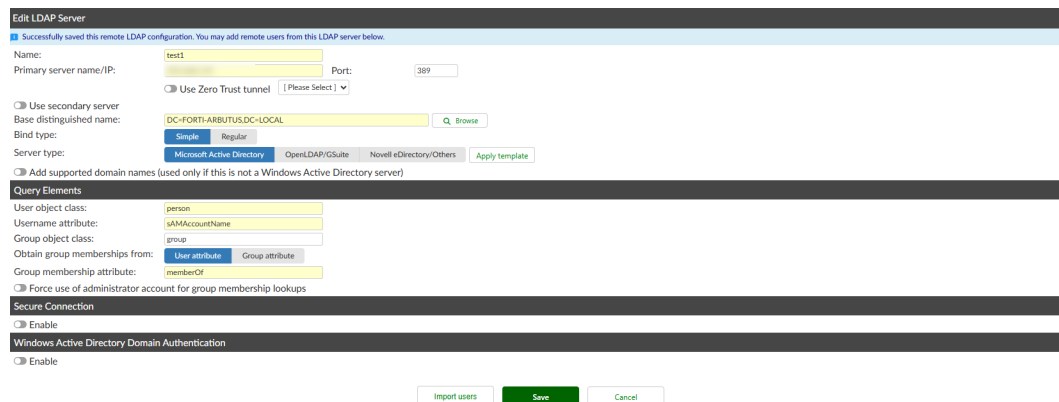 Edit LDAP Server
Successfully saved this remote LDAP configuration. You may add remote users from this LDAP server below.
Name: test1
Primary server name/IP: Port: 389
Use Zero Trust tunnel [ Please Select ]
Use secondary server
Base distinguished name: DC=FORTI-ARBUTUS,DC=LOCAL Browse
Bind type: Simple Regular
Server type: Microsoft Active Directory OpenLDAP/GSuite Novell eDirectory/Others Apply template
Add supported domain names (used only if this is not a Windows Active Directory server)
Query Elements
User object class: person
Username attribute: sAMAccountName
Group object class: group
Obtain group memberships from: User attribute Group attribute
Group membership attribute: memberOf
Force use of administrator account for group membership lookups
Secure Connection
Enable
Windows Active Directory Domain Authentication
Enable
Import users Save Cancel